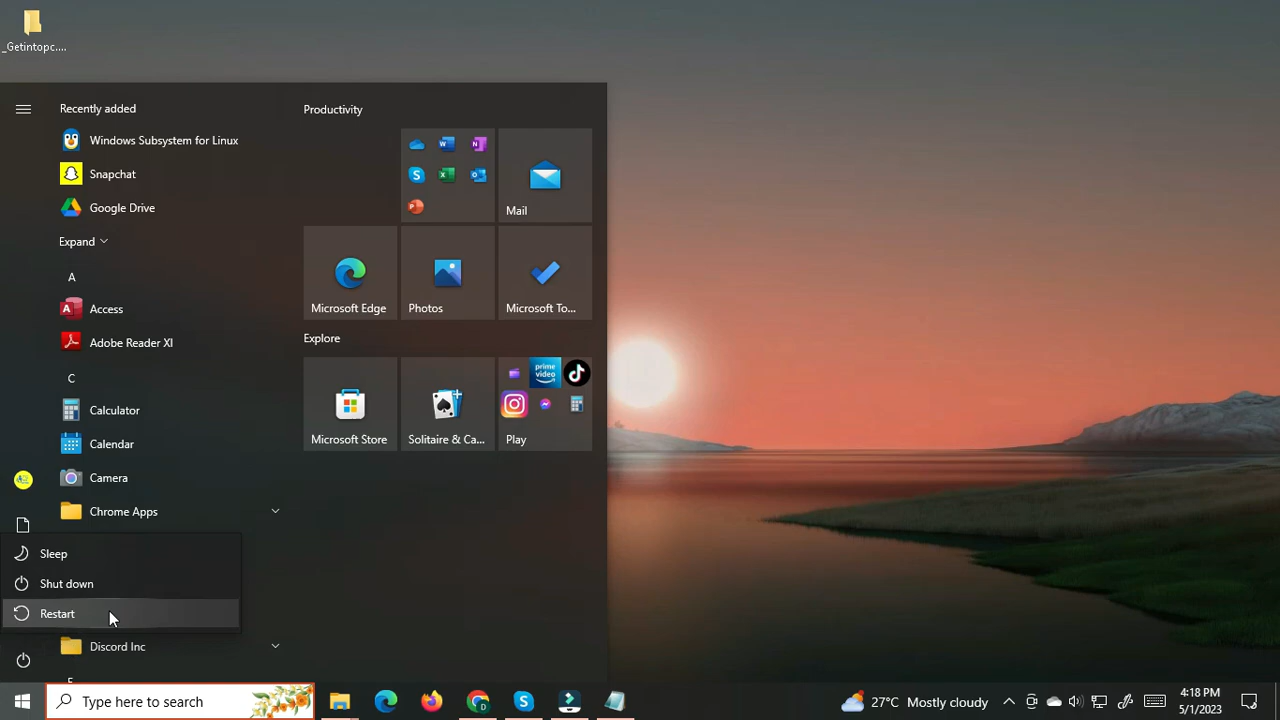 _Getintopc....
Recently added
Windows Subsystem for Linux
Snapchat
Google Drive
Expand
A
Access
Adobe Reader XI
C
Calculator
Calendar
Camera
Chrome Apps
Sleep
Shut down
Restart
Discord Inc
Productivity
Mail
Microsoft Edge
Photos
Microsoft To...
Explore
prime video
Microsoft Store
Solitaire & Ca...
Play
Type here to search
27°C Mostly cloudy
4:18 PM
5/1/2023